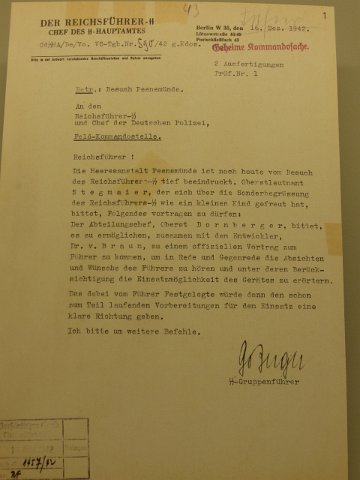 1
DER REICHSFÜHRER-SS
CHEF DES SS-HAUPTAMTES
Berlin W 35, den 16. Dez. 1942.
Geheime Kommandosache.
2 Ausfertigungen
Prüf.Nr. 1
Betr.: Besuch Peenemünde.
An den
Reichsführer-SS
und Chef der Deutschen Polizei,
Feld-Kommandostelle.
Reichsführer !
Die Heeresanstalt Peenemünde ist noch heute vom Besuch
des Reichsführer-SS tief beeindruckt. Oberstleutnant
S t e g m a i e r, der sich über die Sonderbegrüssung
des Reichsführers-SS wie ein kleines Kind gefreut hat,
bittet, Folgendes vortragen zu dürfen:
Der Abteilungschef, Oberst D o r n b e r g e r, bittet,
es zu ermöglichen, zusammen mit dem Entwickler,
Dr. v. B r a u n, zu einem offiziellen Vortrag zum
Führer zu kommen, um in Rede und Gegenrede die Absichten
und Wünsche des Führers zu hören und unter deren Berück-
sichtigung die Einsatzmöglichkeit des Gerätes zu erörtern.
Das dabei vom Führer Festgelegte würde dann den schon
zum Teil laufenden Vorbereitungen für den Einsatz eine
klare Richtung geben.
Ich bitte um weitere Befehle.
SS-Gruppenführer